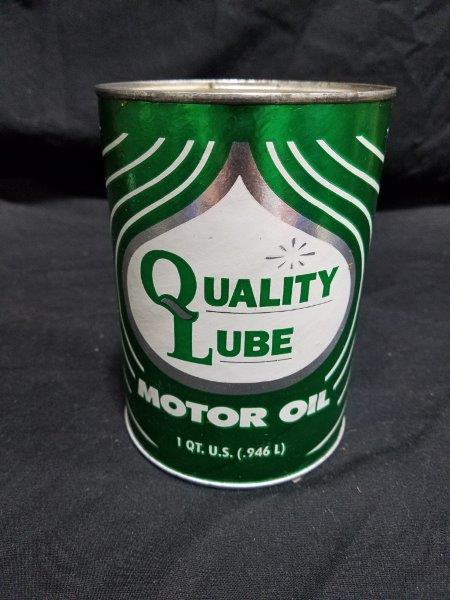 QUALITY
LUBE
MOTOR OIL
1 QT. U.S. (.946 L)